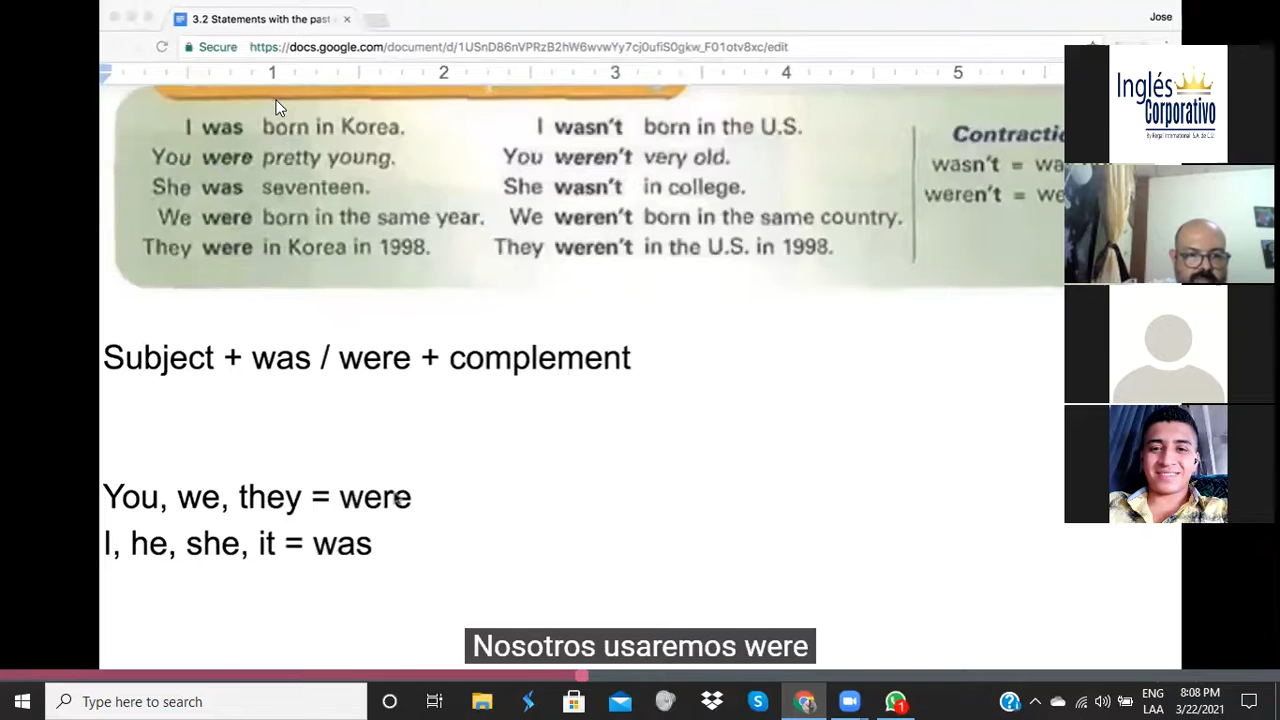 3.2 Statements with the past
Jose
Secure https://docs.google.com/document/d/1USnD86nVPRzB2hW6wvwYy7cj0ufiS0gkw_F01otv8xc/edit
1 2 3 4 5
I was born in Korea. I wasn't born in the U.S.
You were pretty young. You weren't very old.
She was seventeen. She wasn't in college.
We were born in the same year. We weren't born in the same country.
They were in Korea in 1998. They weren't in the U.S. in 1998.
Contractio
wasn't = wa
weren't = we
Inglés
Corporativo
Subject + was / were + complement
You, we, they = were
I, he, she, it = was
Nosotros usaremos were
Type here to search
1
ENG
LAA
8:08 PM
3/22/2021